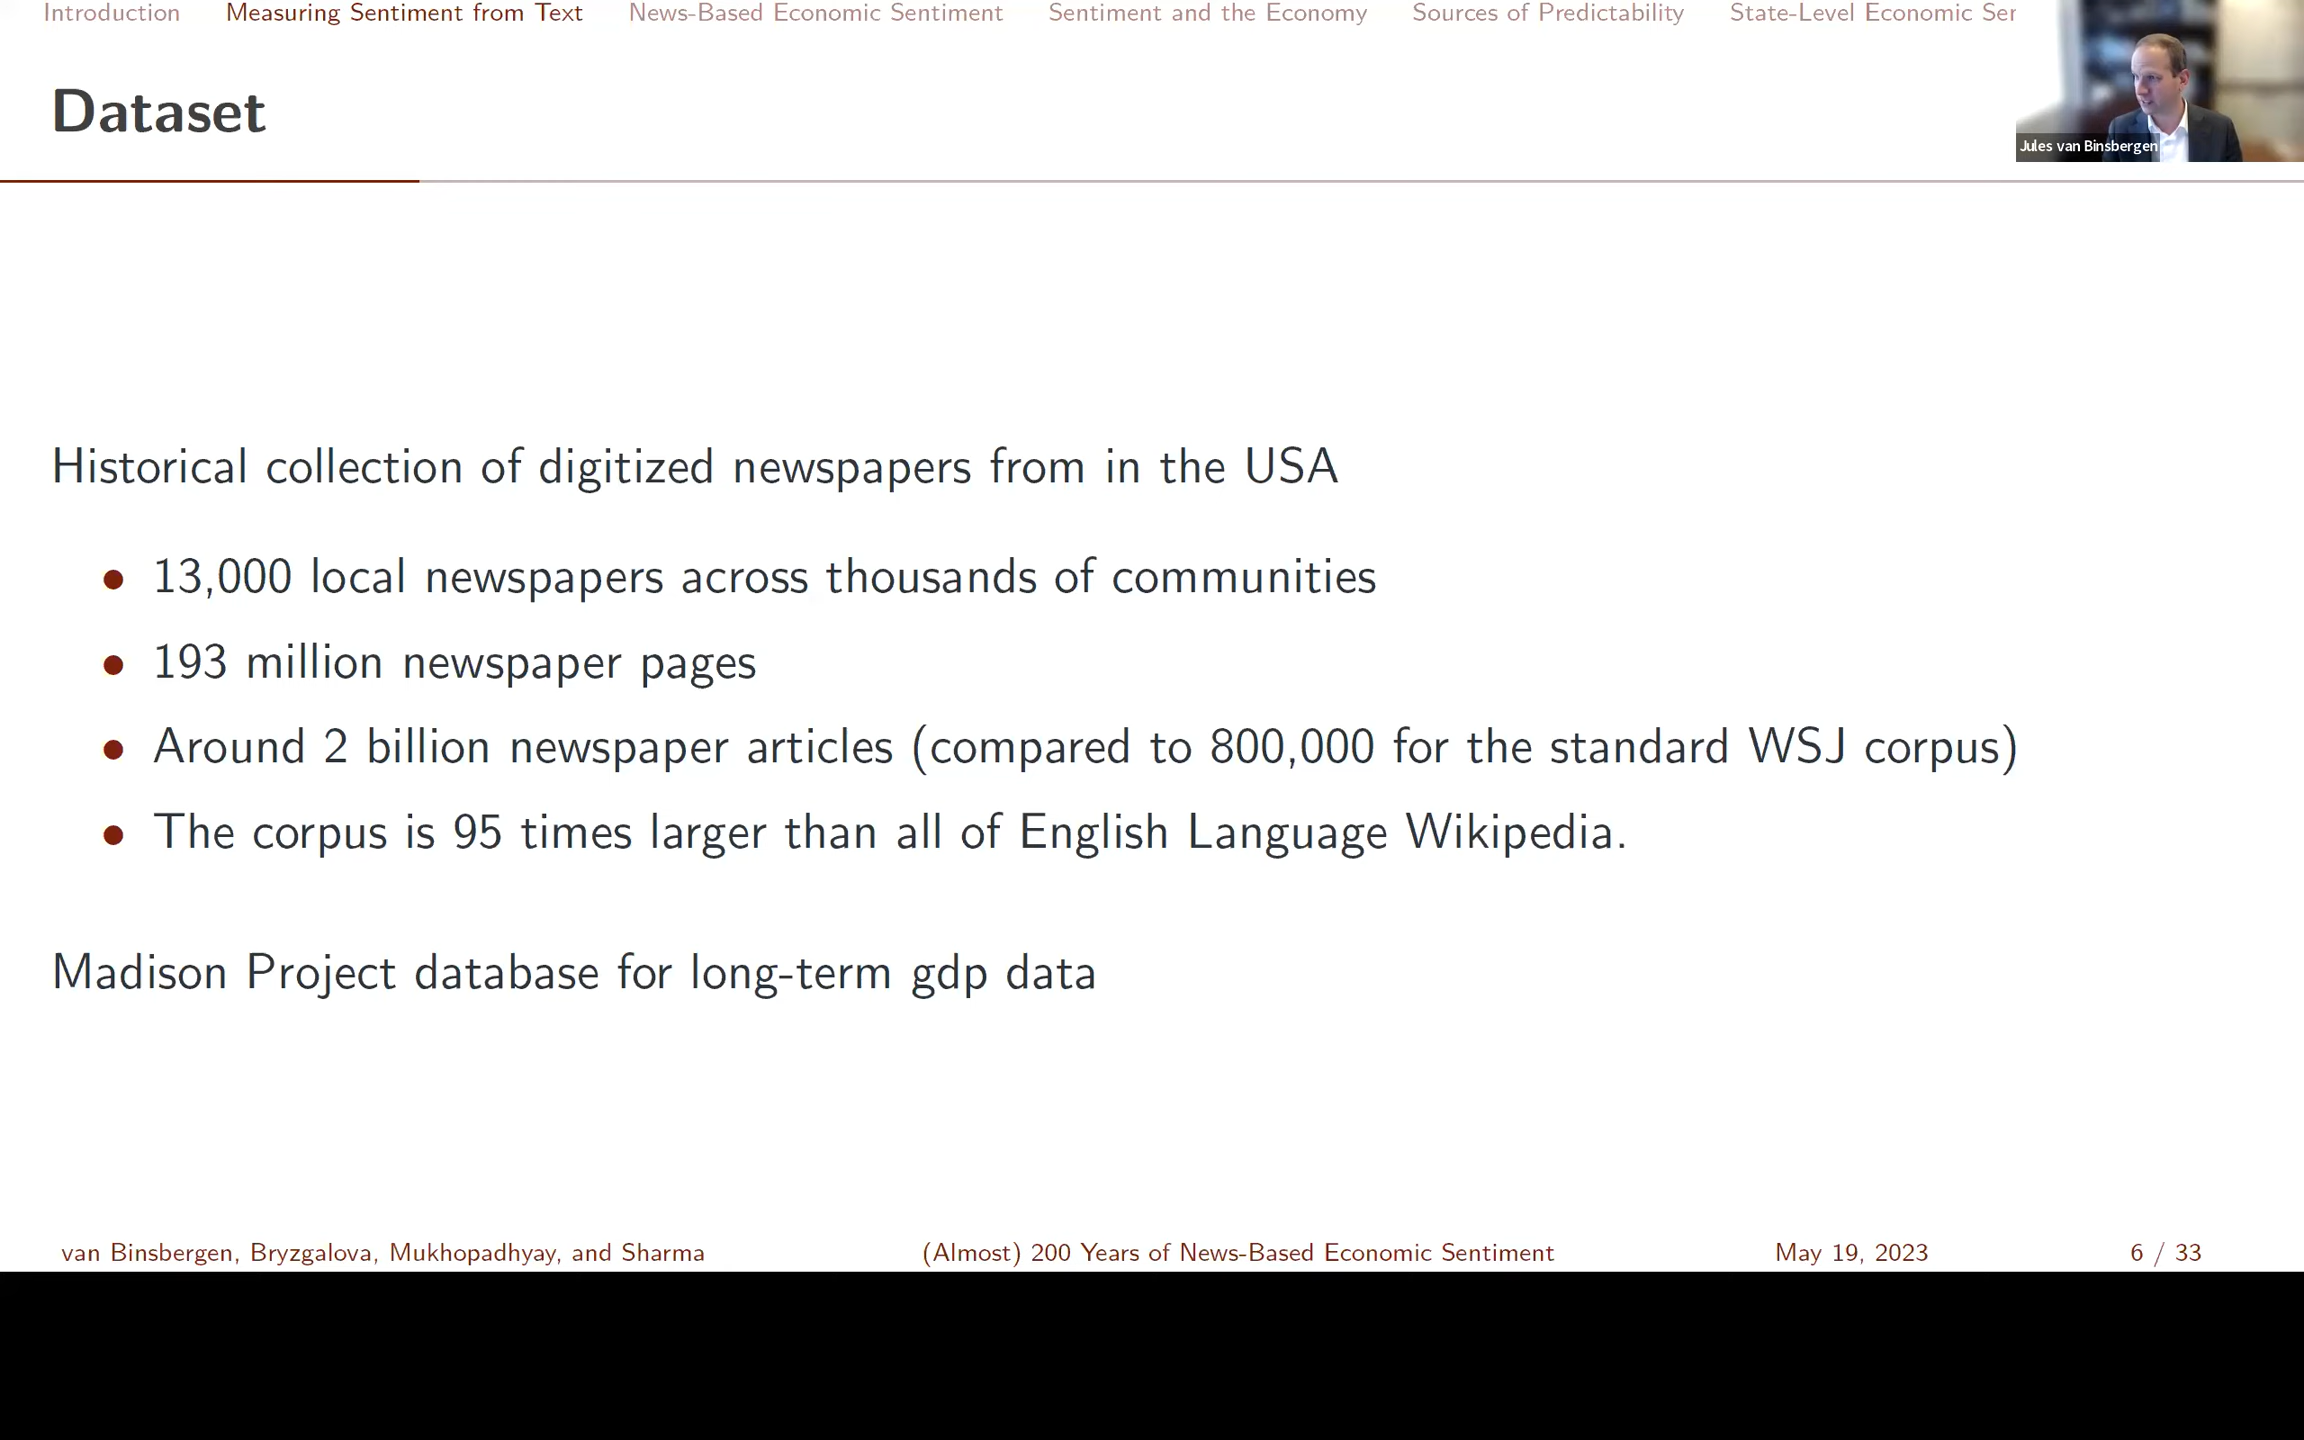 Introduction Measuring Sentiment from Text News-Based Economic Sentiment Sentiment and the Economy Sources of Predictability State-Level Economic Ser
Jules van Binsbergen
Dataset
Historical collection of digitized newspapers from in the USA
• 13,000 local newspapers across thousands of communities
• 193 million newspaper pages
• Around 2 billion newspaper articles (compared to 800,000 for the standard WSJ corpus)
• The corpus is 95 times larger than all of English Language Wikipedia.
Madison Project database for long-term gdp data
van Binsbergen, Bryzgalova, Mukhopadhyay, and Sharma (Almost) 200 Years of News-Based Economic Sentiment May 19, 2023 6 / 33